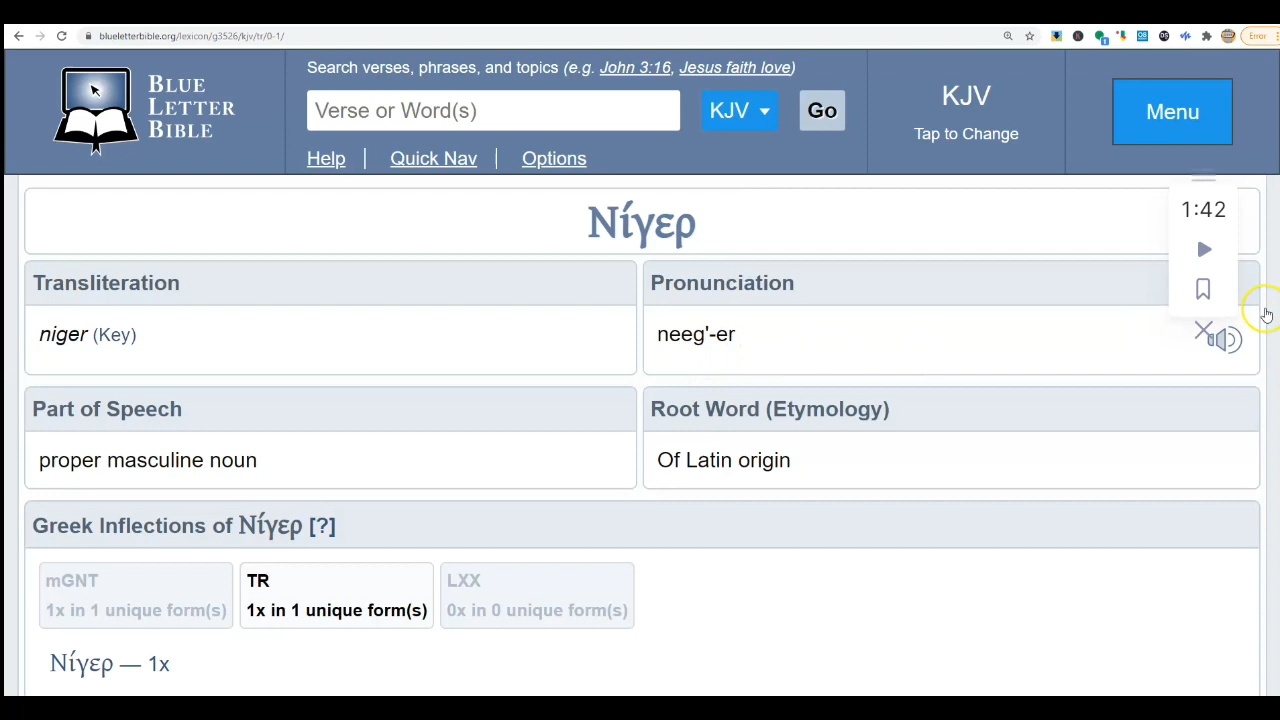 blueletterbible.org/lexicon/g3526/kjv/tr/0-1/
Error
BLUE
LETTER
BIBLE
Search verses, phrases, and topics (e.g. John 3:16, Jesus faith love)
Verse or Word(s)
KJV
Go
Help
Quick Nav
Options
KJV
Tap to Change
Menu
Νίγερ
1:42
Transliteration
Pronunciation
niger (Key)
neeg'-er
Part of Speech
Root Word (Etymology)
proper masculine noun
Of Latin origin
Greek Inflections of Νίγερ [?]
mGNT
1x in 1 unique form(s)
TR
1x in 1 unique form(s)
LXX
0x in 0 unique form(s)
Νίγερ — 1x